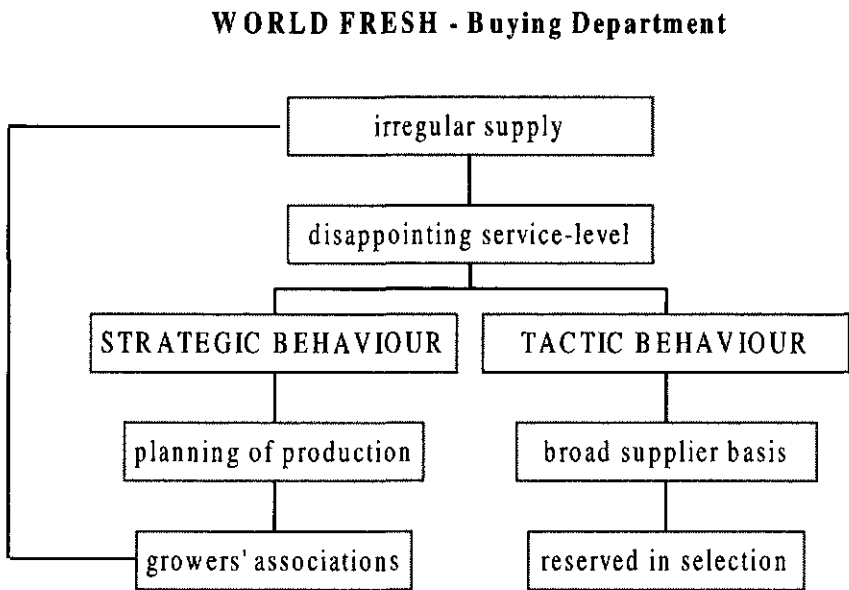 WORLD FRESH - Buying Department
irregular supply
disappointing service-level
STRATEGIC BEHAVIOUR
TACTIC BEHAVIOUR
planning of production
broad supplier basis
growers' associations
reserved in selection